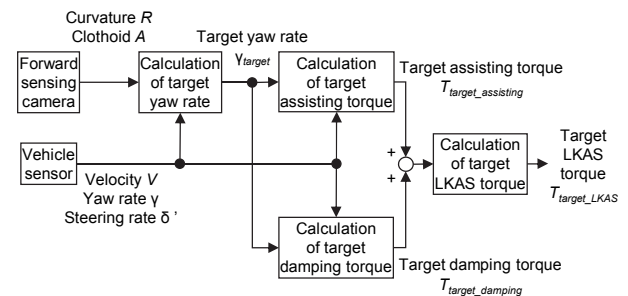 Curvature R
Clothoid A
Forward
sensing
camera
Calculation
of target
yaw rate
Target yaw rate
γtarget
Calculation
of target
assisting torque
Target assisting torque
Ttarget_assisting
Vehicle
sensor
Velocity V
Yaw rate γ
Steering rate δ '
+
+
Calculation
of target
LKAS torque
Target
LKAS
torque
Ttarget_LKAS
Calculation
of target
damping torque
Target damping torque
Ttarget_damping